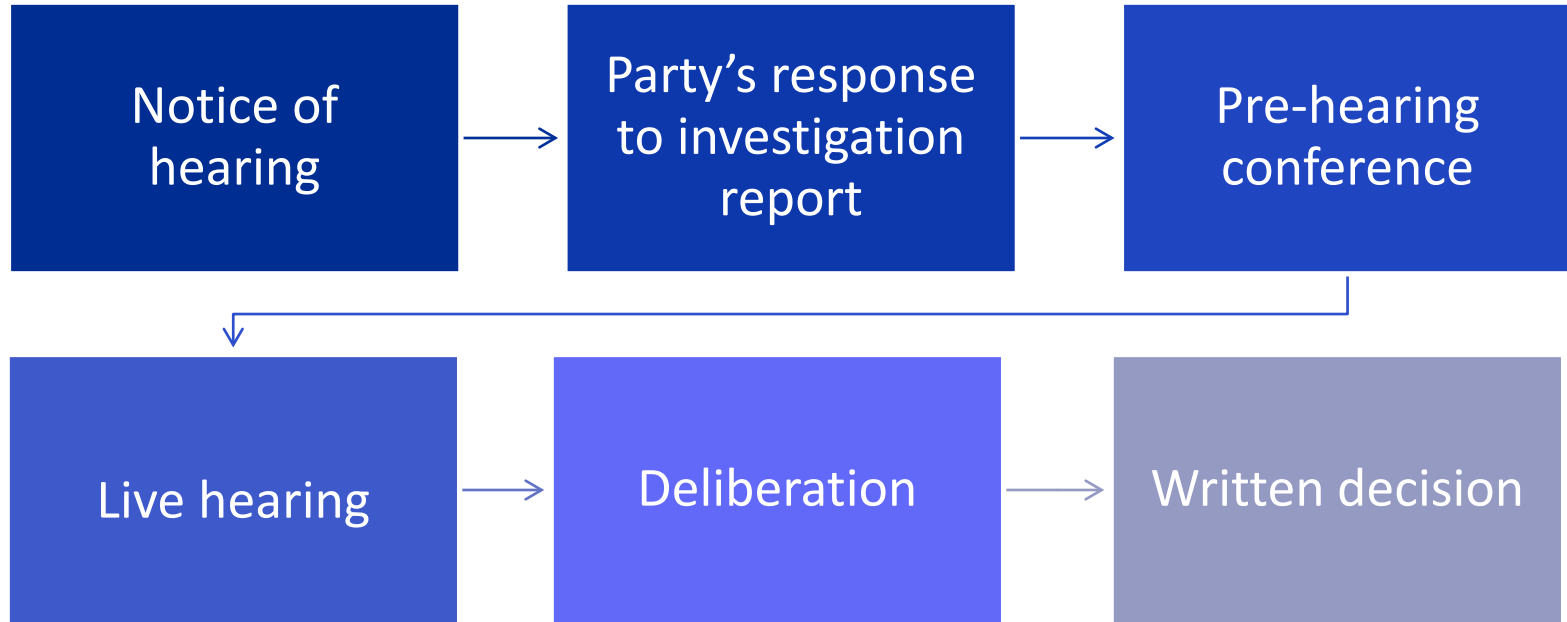 Notice of
hearing
Party’s response
to investigation
report
Pre-hearing
conference
Live hearing
Deliberation
Written decision